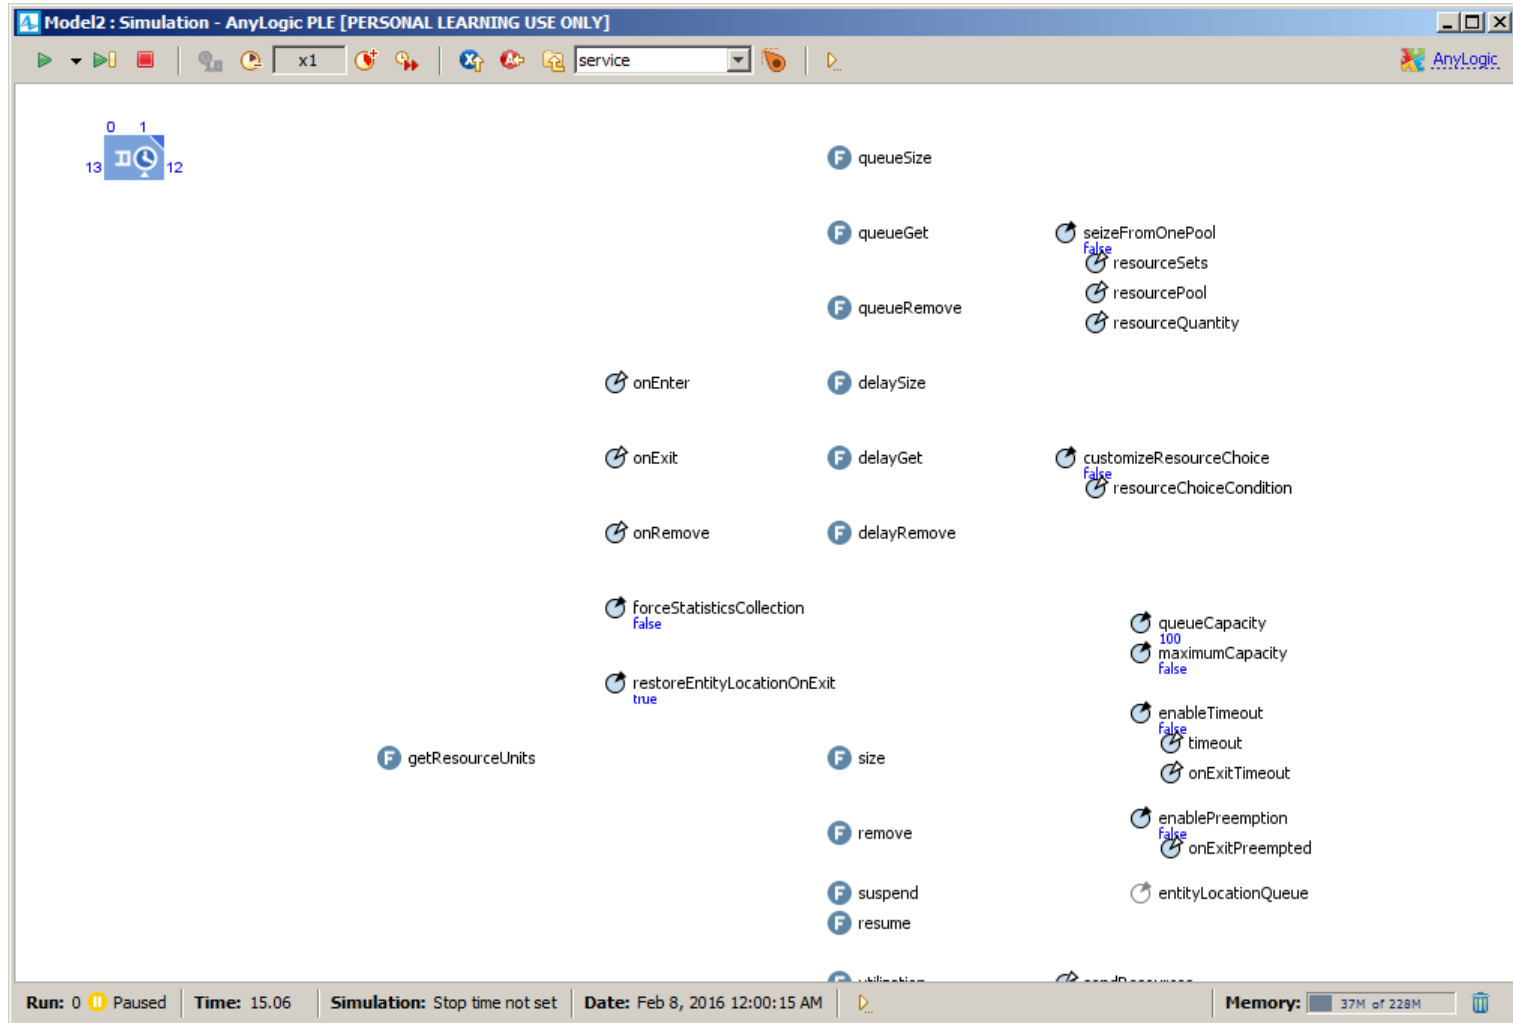 Model2 : Simulation - AnyLogic PLE [PERSONAL LEARNING USE ONLY]
x1 service AnyLogic
0 1
13 12
queueSize
queueGet
seizeFromOnePool
false
resourceSets
resourcePool
queueRemove
resourceQuantity
onEnter
delaySize
onExit
delayGet
customizeResourceChoice
false
resourceChoiceCondition
onRemove
delayRemove
forceStatisticsCollection
false
queueCapacity
100
maximumCapacity
false
restoreEntityLocationOnExit
true
enableTimeout
false
timeout
getResourceUnits
size
onExitTimeout
enablePreemption
false
remove
onExitPreempted
suspend
entityLocationQueue
resume
utilization
sendResources
Run: 0 Paused Time: 15.06 Simulation: Stop time not set Date: Feb 8, 2016 12:00:15 AM Memory: 37M of 228M